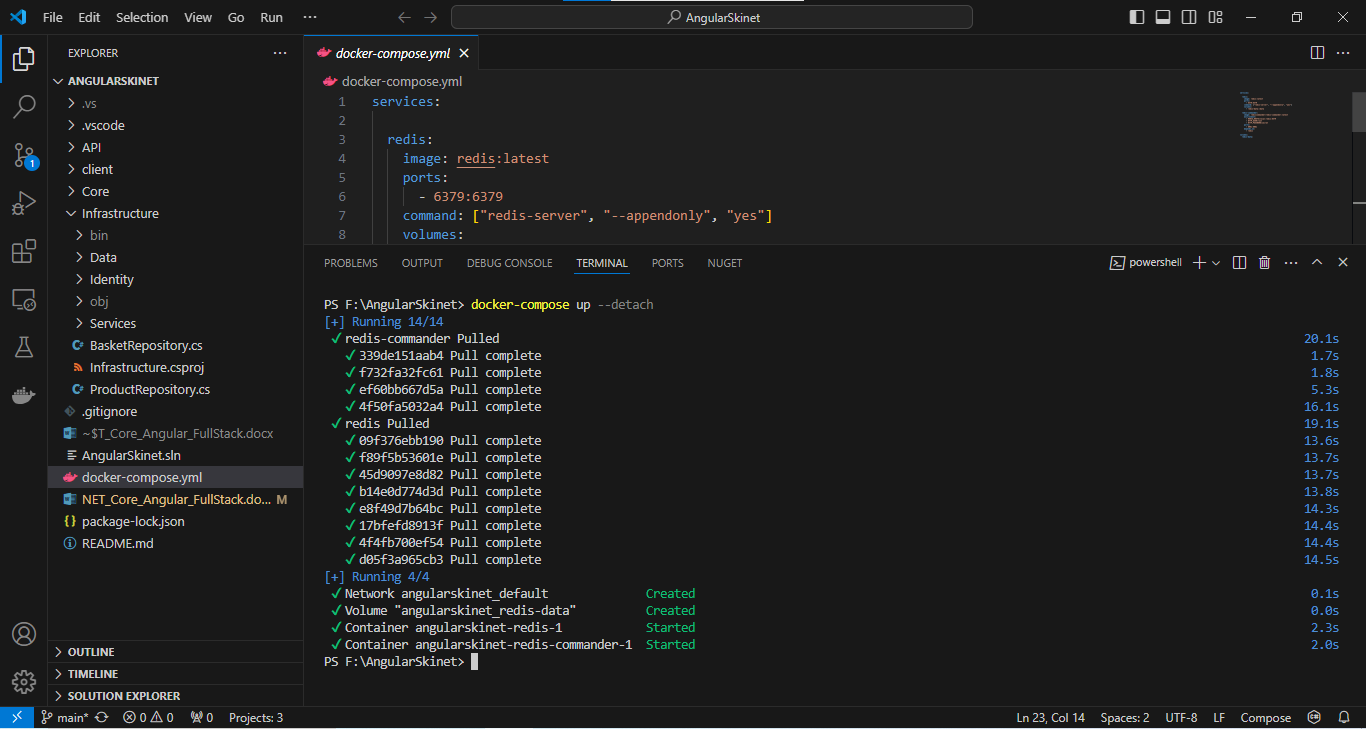 File Edit Selection View Go Run ··· AngularSkinet
EXPLORER ···
ANGULARSKINET
.vs
.vscode
API
client
Core
Infrastructure
bin
Data
Identity
obj
Services
BasketRepository.cs
Infrastructure.csproj
ProductRepository.cs
.gitignore
~$T_Core_Angular_FullStack.docx
AngularSkinet.sln
docker-compose.yml
NET_Core_Angular_FullStack.do... M
package-lock.json
README.md
OUTLINE
TIMELINE
SOLUTION EXPLORER
1
docker-compose.yml
docker-compose.yml
1 services:
2
3 redis:
4 image: redis:latest
5 ports:
6 - 6379:6379
7 command: ["redis-server", "--appendonly", "yes"]
8 volumes:
PROBLEMS OUTPUT DEBUG CONSOLE TERMINAL PORTS NUGET powershell
PS F:\AngularSkinet> docker-compose up --detach
[+] Running 14/14
✓ redis-commander Pulled 20.1s
✓ 339de151aab4 Pull complete 1.7s
✓ f732fa32fc61 Pull complete 1.8s
✓ ef60bb667d5a Pull complete 5.3s
✓ 4f50fa5032a4 Pull complete 16.1s
✓ redis Pulled 19.1s
✓ 09f376ebb190 Pull complete 13.6s
✓ f89f5b53601e Pull complete 13.7s
✓ 45d9097e8d82 Pull complete 13.7s
✓ b14e0d774d3d Pull complete 13.8s
✓ e8f49d7b64bc Pull complete 14.3s
✓ 17bfefd8913f Pull complete 14.4s
✓ 4f4fb700ef54 Pull complete 14.4s
✓ d05f3a965cb3 Pull complete 14.5s
[+] Running 4/4
✓ Network angularskinet_default Created 0.1s
✓ Volume "angularskinet_redis-data" Created 0.0s
✓ Container angularskinet-redis-1 Started 2.3s
✓ Container angularskinet-redis-commander-1 Started 2.0s
PS F:\AngularSkinet>
main* 0 0 0 Projects: 3 Ln 23, Col 14 Spaces: 2 UTF-8 LF Compose